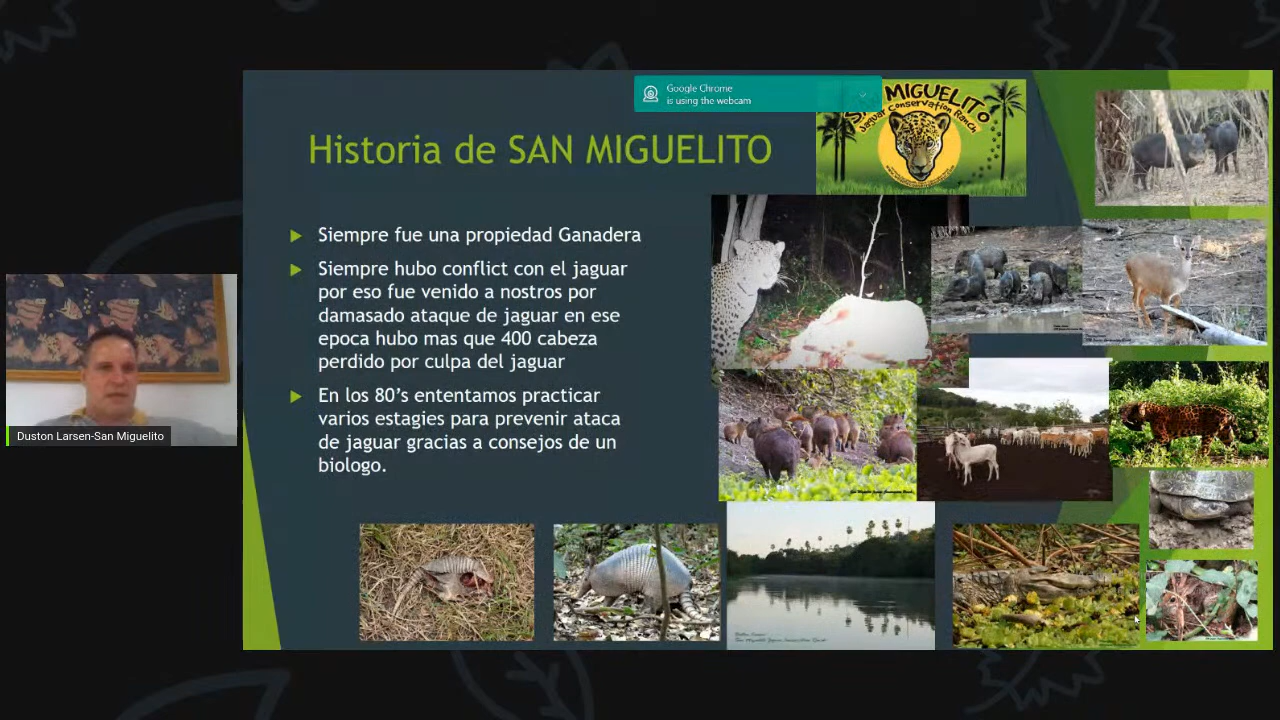 Google Chrome
is using the webcam
MIGUELITO
Jaguar Conservation Ranch
Historia de SAN MIGUELITO
Siempre fue una propiedad Ganadera
Siempre hubo conflict con el jaguar
por eso fue venido a nostros por
damasado ataque de jaguar en ese
epoca hubo mas que 400 cabeza
perdido por culpa del jaguar
En los 80's ententamos practicar
varios estagies para prevenir ataca
de jaguar gracias a consejos de un
biologo.
Duston Larsen-San Miguelito